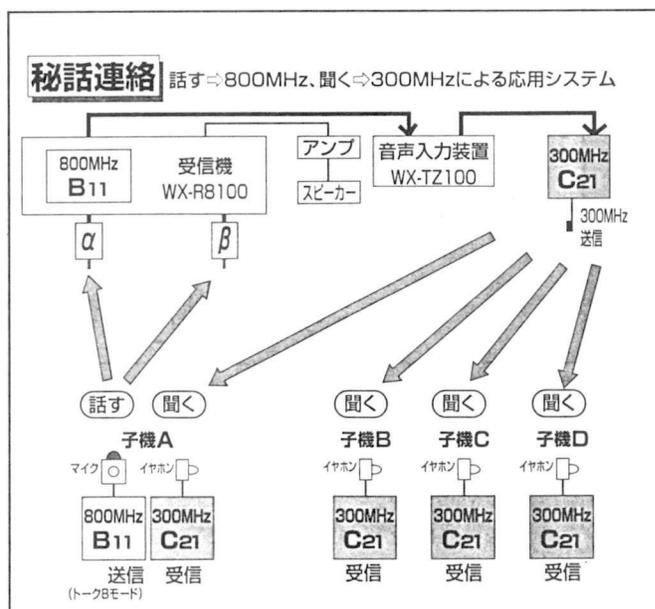 秘話連絡 話す⇨800MHz、聞く⇨300MHzによる応用システム
800MHz
B11
受信機
WX-R8100
アンプ
スピーカー
音声入力装置
WX-TZ100
300MHz
C21
300MHz
送信
α
β
話す
聞く
聞く
聞く
聞く
子機A
子機B
子機C
子機D
マイク
イヤホン
イヤホン
イヤホン
イヤホン
800MHz
B11
300MHz
C21
300MHz
C21
300MHz
C21
300MHz
C21
送信
(トークBモード)
受信
受信
受信
受信